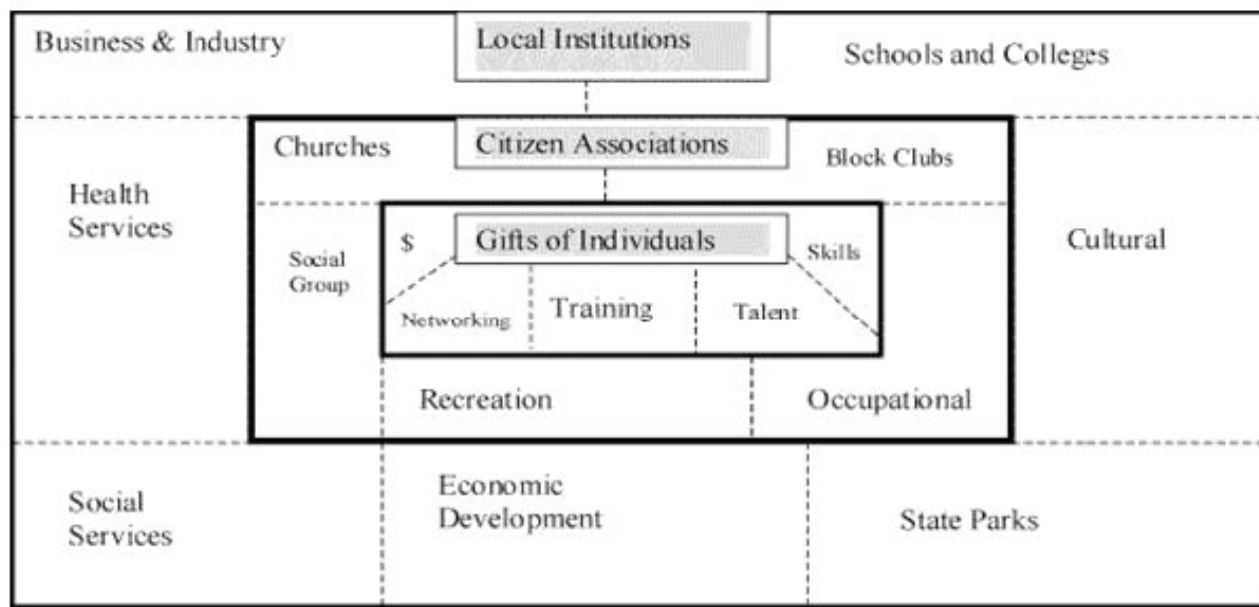 Business & Industry
Local Institutions
Schools and Colleges
Churches
Citizen Associations
Block Clubs
Health
Services
Cultural
Social
Group
$
Gifts of Individuals
Skills
Networking
Training
Talent
Recreation
Occupational
Social
Services
Economic
Development
State Parks